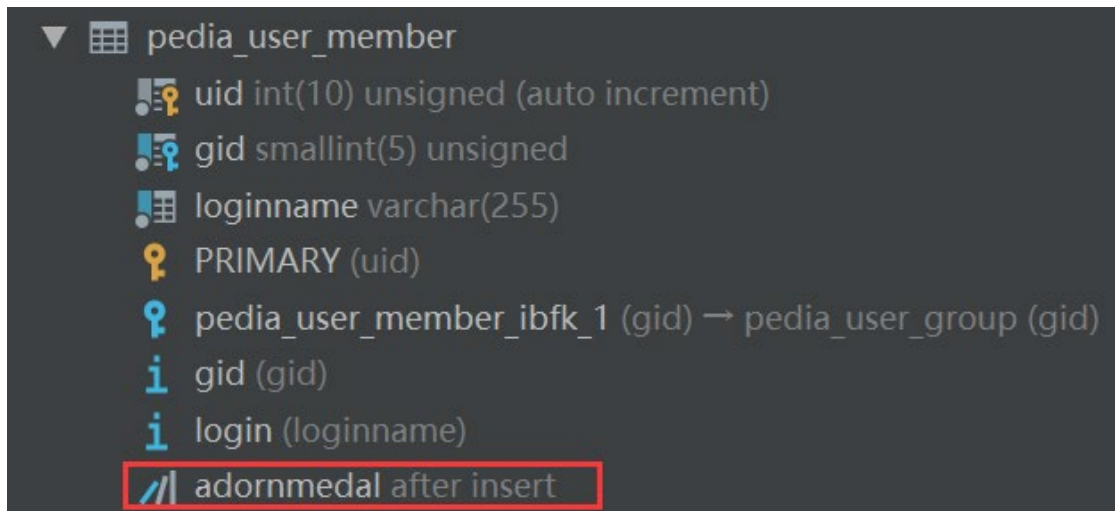 pedia_user_member
uid int(10) unsigned (auto increment)
gid smallint(5) unsigned
loginname varchar(255)
PRIMARY (uid)
pedia_user_member_ibfk_1 (gid) → pedia_user_group (gid)
gid (gid)
login (loginname)
adornmedal after insert